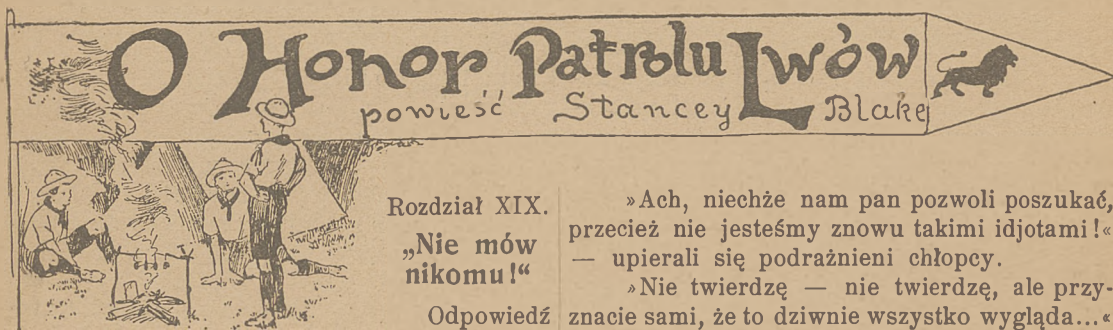 O Honor Patrolu Lwów
powieść Stancey Blake
Rozdział XIX.
„Nie mów
nikomu!“
Odpowiedź
»Ach, niechże nam pan pozwoli poszukać,
przecież nie jesteśmy znowu takimi idjotami!«
— upierali się podrażnieni chłopcy.
»Nie twierdzę — nie twierdzę, ale przy-
znacie sami, że to dziwnie wszystko wygląda...«